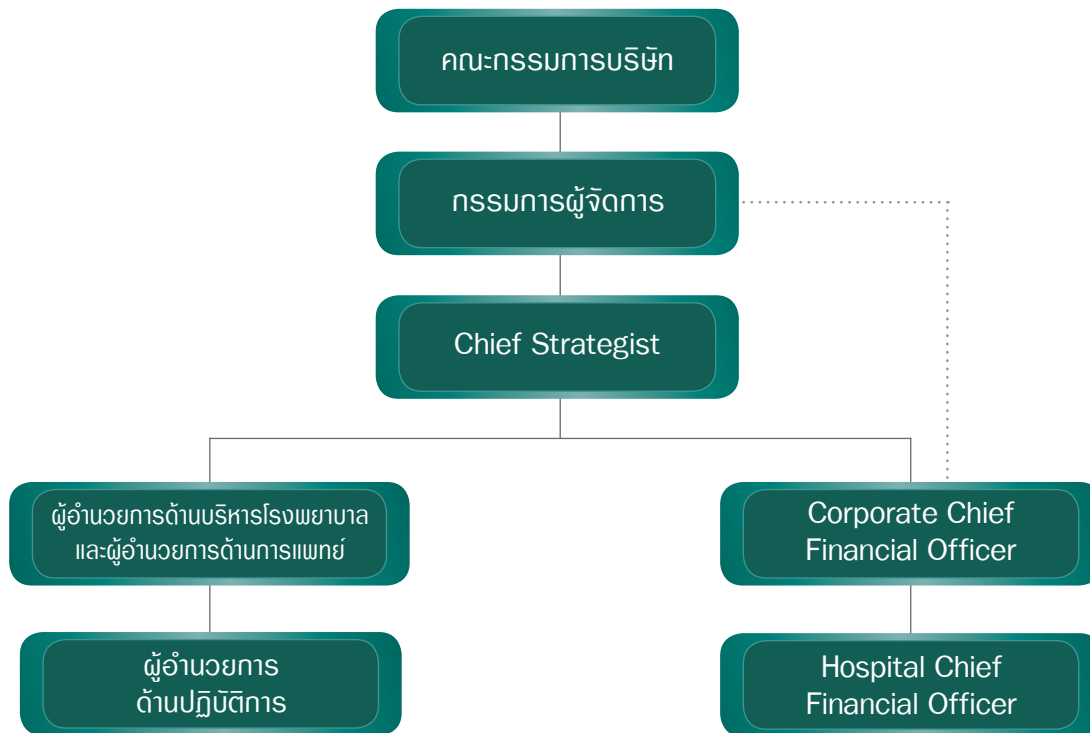 คณะกรรมการบริษัท
กรรมการผู้จัดการ
Chief Strategist
ผู้อำนวยการด้านบริหารโรงพยาบาล
และผู้อำนวยการด้านการแพทย์
Corporate Chief
Financial Officer
ผู้อำนวยการ
ด้านปฏิบัติการ
Hospital Chief
Financial Officer